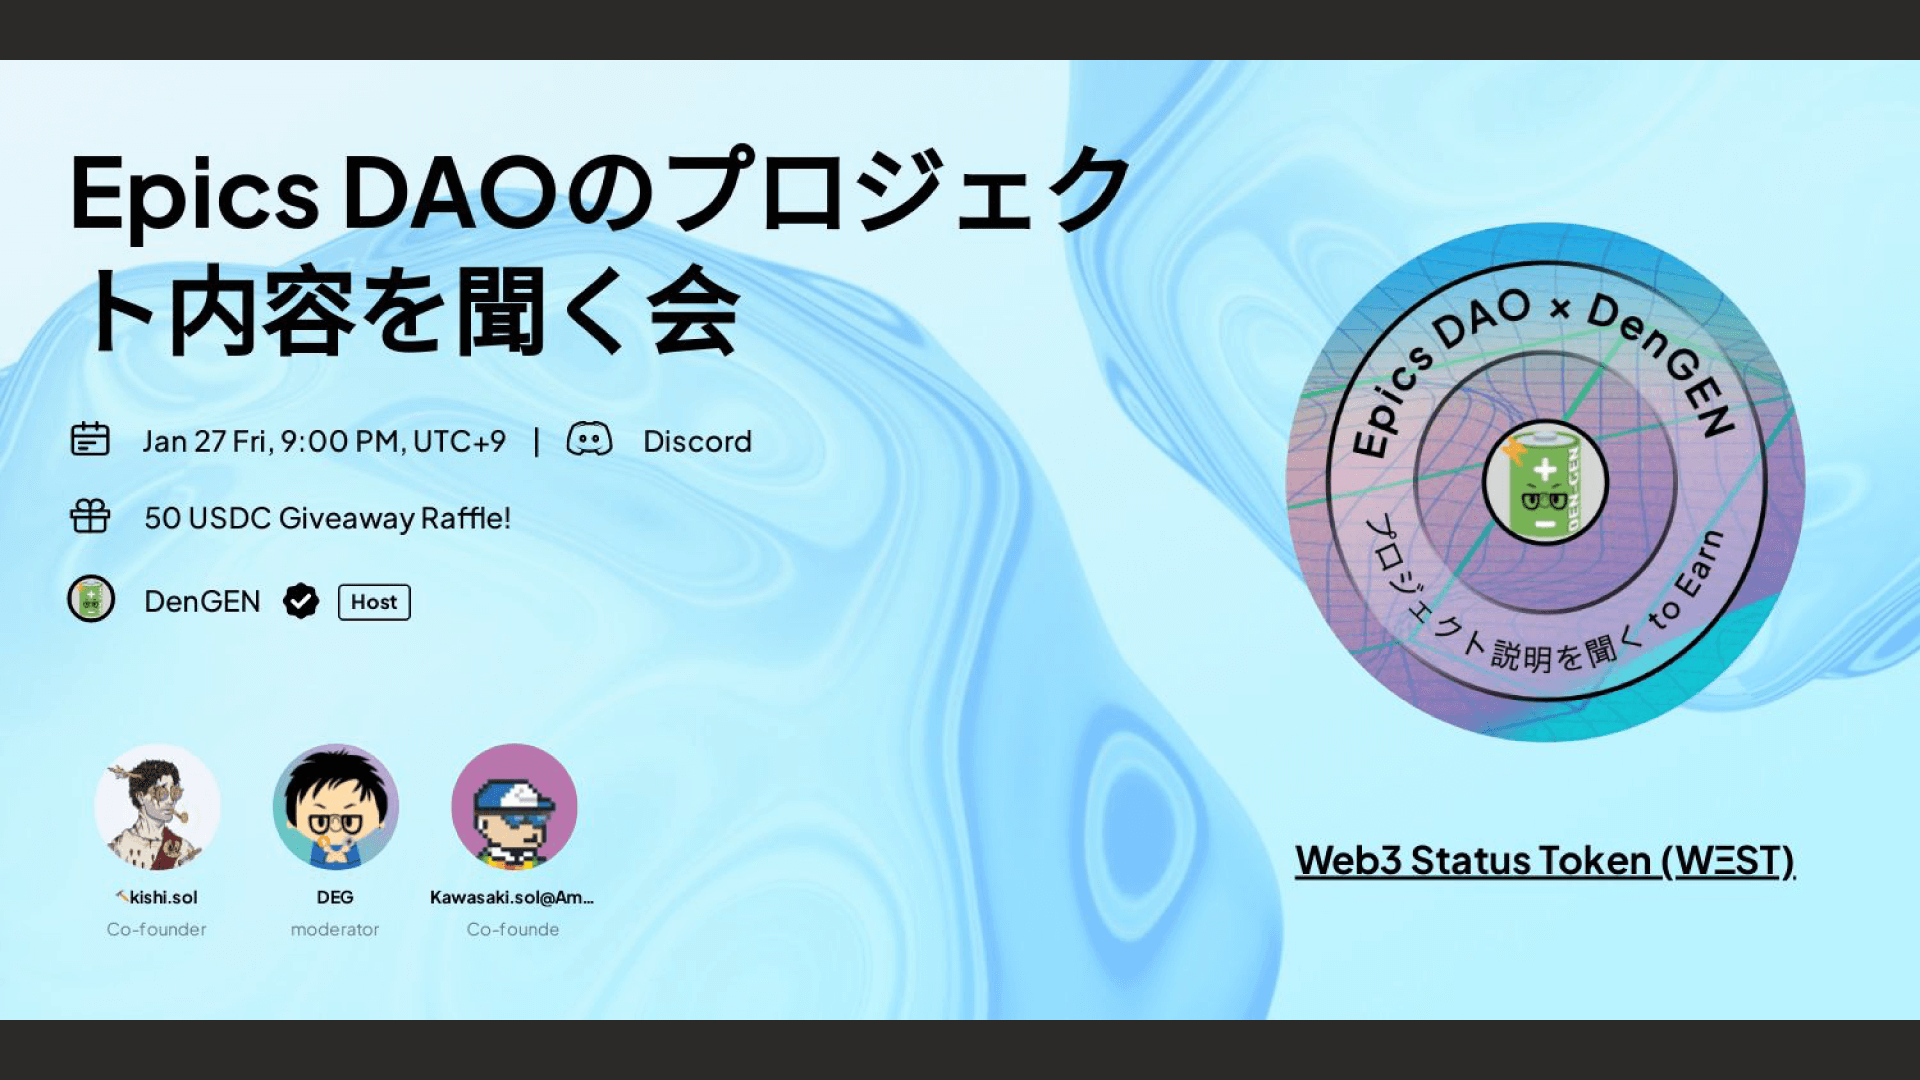 Epics DAOのプロジェク
ト内容を聞く会
Jan 27 Fri, 9:00 PM, UTC+9 | Discord
50 USDC Giveaway Raffle!
DenGEN Host
kishi.sol
Co-founder
DEG
moderator
Kawasaki.sol@Am...
Co-founde
Epics DAO × DenGEN
DEN-GEN
プロジェクト説明を聞く to Earn
Web3 Status Token (WΞST)